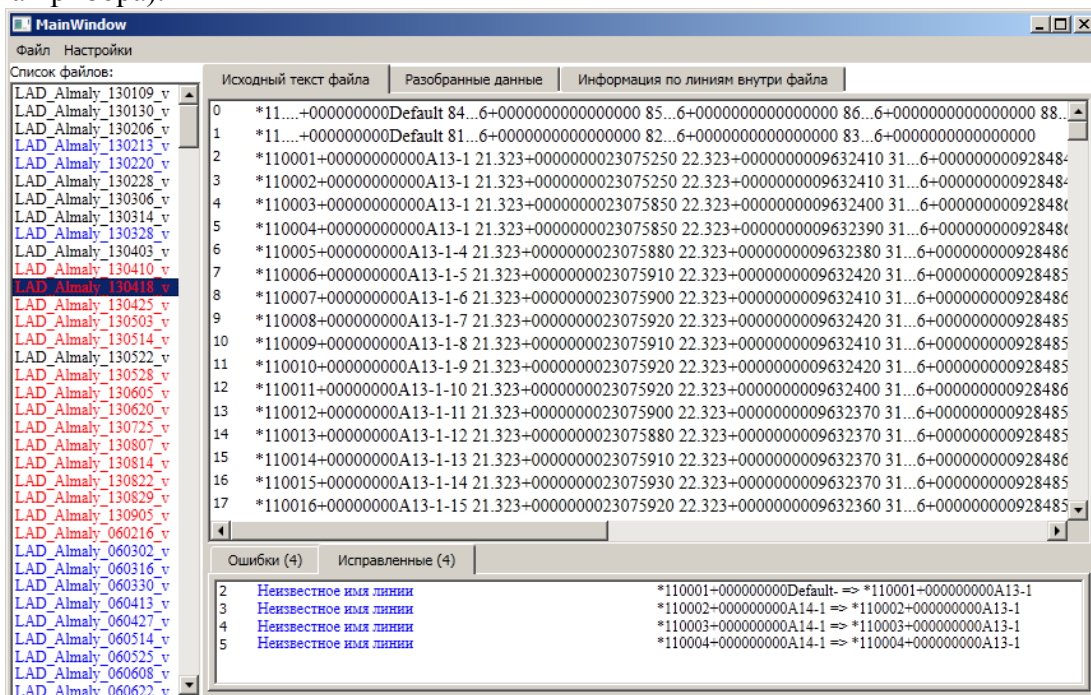 MainWindow
Файл Настройки
Список файлов:
LAD_Almaly_130109_v
LAD_Almaly_130130_v
LAD_Almaly_130206_v
LAD_Almaly_130213_v
LAD_Almaly_130220_v
LAD_Almaly_130228_v
LAD_Almaly_130306_v
LAD_Almaly_130314_v
LAD_Almaly_130328_v
LAD_Almaly_130403_v
LAD_Almaly_130410_v
LAD_Almaly_130418_v
LAD_Almaly_130425_v
LAD_Almaly_130503_v
LAD_Almaly_130514_v
LAD_Almaly_130522_v
LAD_Almaly_130528_v
LAD_Almaly_130605_v
LAD_Almaly_130620_v
LAD_Almaly_130725_v
LAD_Almaly_130807_v
LAD_Almaly_130814_v
LAD_Almaly_130822_v
LAD_Almaly_130829_v
LAD_Almaly_130905_v
LAD_Almaly_060216_v
LAD_Almaly_060302_v
LAD_Almaly_060316_v
LAD_Almaly_060330_v
LAD_Almaly_060413_v
LAD_Almaly_060427_v
LAD_Almaly_060514_v
LAD_Almaly_060525_v
LAD_Almaly_060608_v
LAD_Almaly_060622_v
Исходный текст файла Разобранные данные Информация по линиям внутри файла
0 *11....+000000000Default 84...6+0000000000000000 85...6+0000000000000000 86...6+0000000000000000 88..
1 *11....+000000000Default 81...6+0000000000000000 82...6+0000000000000000 83...6+0000000000000000
2 *110001+00000000000A13-1 21.323+0000000023075250 22.323+0000000009632410 31...6+000000000928484
3 *110002+00000000000A13-1 21.323+0000000023075250 22.323+0000000009632410 31...6+000000000928484
4 *110003+00000000000A13-1 21.323+0000000023075850 22.323+0000000009632400 31...6+000000000928486
5 *110004+00000000000A13-1 21.323+0000000023075850 22.323+0000000009632390 31...6+000000000928486
6 *110005+000000000A13-1-4 21.323+0000000023075880 22.323+0000000009632380 31...6+000000000928486
7 *110006+000000000A13-1-5 21.323+0000000023075910 22.323+0000000009632420 31...6+000000000928485
8 *110007+000000000A13-1-6 21.323+0000000023075900 22.323+0000000009632410 31...6+000000000928486
9 *110008+000000000A13-1-7 21.323+0000000023075920 22.323+0000000009632420 31...6+000000000928485
10 *110009+000000000A13-1-8 21.323+0000000023075910 22.323+0000000009632410 31...6+000000000928485
11 *110010+000000000A13-1-9 21.323+0000000023075920 22.323+0000000009632420 31...6+000000000928485
12 *110011+00000000A13-1-10 21.323+0000000023075920 22.323+0000000009632400 31...6+000000000928486
13 *110012+00000000A13-1-11 21.323+0000000023075900 22.323+0000000009632370 31...6+000000000928485
14 *110013+00000000A13-1-12 21.323+0000000023075880 22.323+0000000009632370 31...6+000000000928485
15 *110014+00000000A13-1-13 21.323+0000000023075910 22.323+0000000009632370 31...6+000000000928486
16 *110015+00000000A13-1-14 21.323+0000000023075930 22.323+0000000009632370 31...6+000000000928485
17 *110016+00000000A13-1-15 21.323+0000000023075920 22.323+0000000009632360 31...6+000000000928485
Ошибки (4) Исправленные (4)
2 Неизвестное имя линии *110001+000000000Default- => *110001+000000000A13-1
3 Неизвестное имя линии *110002+000000000A14-1 => *110002+000000000A13-1
4 Неизвестное имя линии *110003+000000000A14-1 => *110003+000000000A13-1
5 Неизвестное имя линии *110004+000000000A14-1 => *110004+000000000A13-1